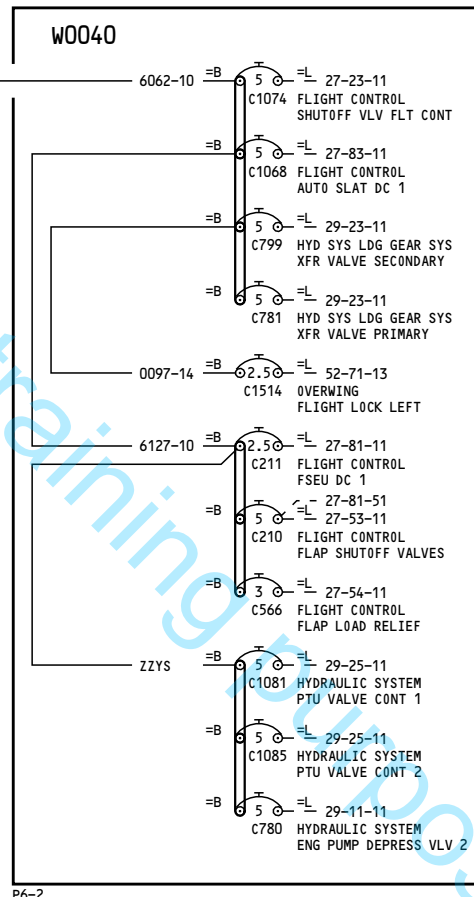 W0040
6062-10 =B 5 =L 27-23-11
C1074 FLIGHT CONTROL
SHUTOFF VLV FLT CONT
=B 5 =L 27-83-11
C1068 FLIGHT CONTROL
AUTO SLAT DC 1
=B 5 =L 29-23-11
C799 HYD SYS LDG GEAR SYS
XFR VALVE SECONDARY
=B 5 =L 29-23-11
C781 HYD SYS LDG GEAR SYS
XFR VALVE PRIMARY
0097-14 =B 2.5 =L 52-71-13
C1514 OVERWING
FLIGHT LOCK LEFT
6127-10 =B 2.5 =L 27-81-11
C211 FLIGHT CONTROL
FSEU DC 1
27-81-51
=B 5 =L 27-53-11
C210 FLIGHT CONTROL
FLAP SHUTOFF VALVES
=B 3 =L 27-54-11
C566 FLIGHT CONTROL
FLAP LOAD RELIEF
ZZYS =B 5 =L 29-25-11
C1081 HYDRAULIC SYSTEM
PTU VALVE CONT 1
=B 5 =L 29-25-11
C1085 HYDRAULIC SYSTEM
PTU VALVE CONT 2
=B 5 =L 29-11-11
C780 HYDRAULIC SYSTEM
ENG PUMP DEPRESS VLV 2
P6-2
training purpos